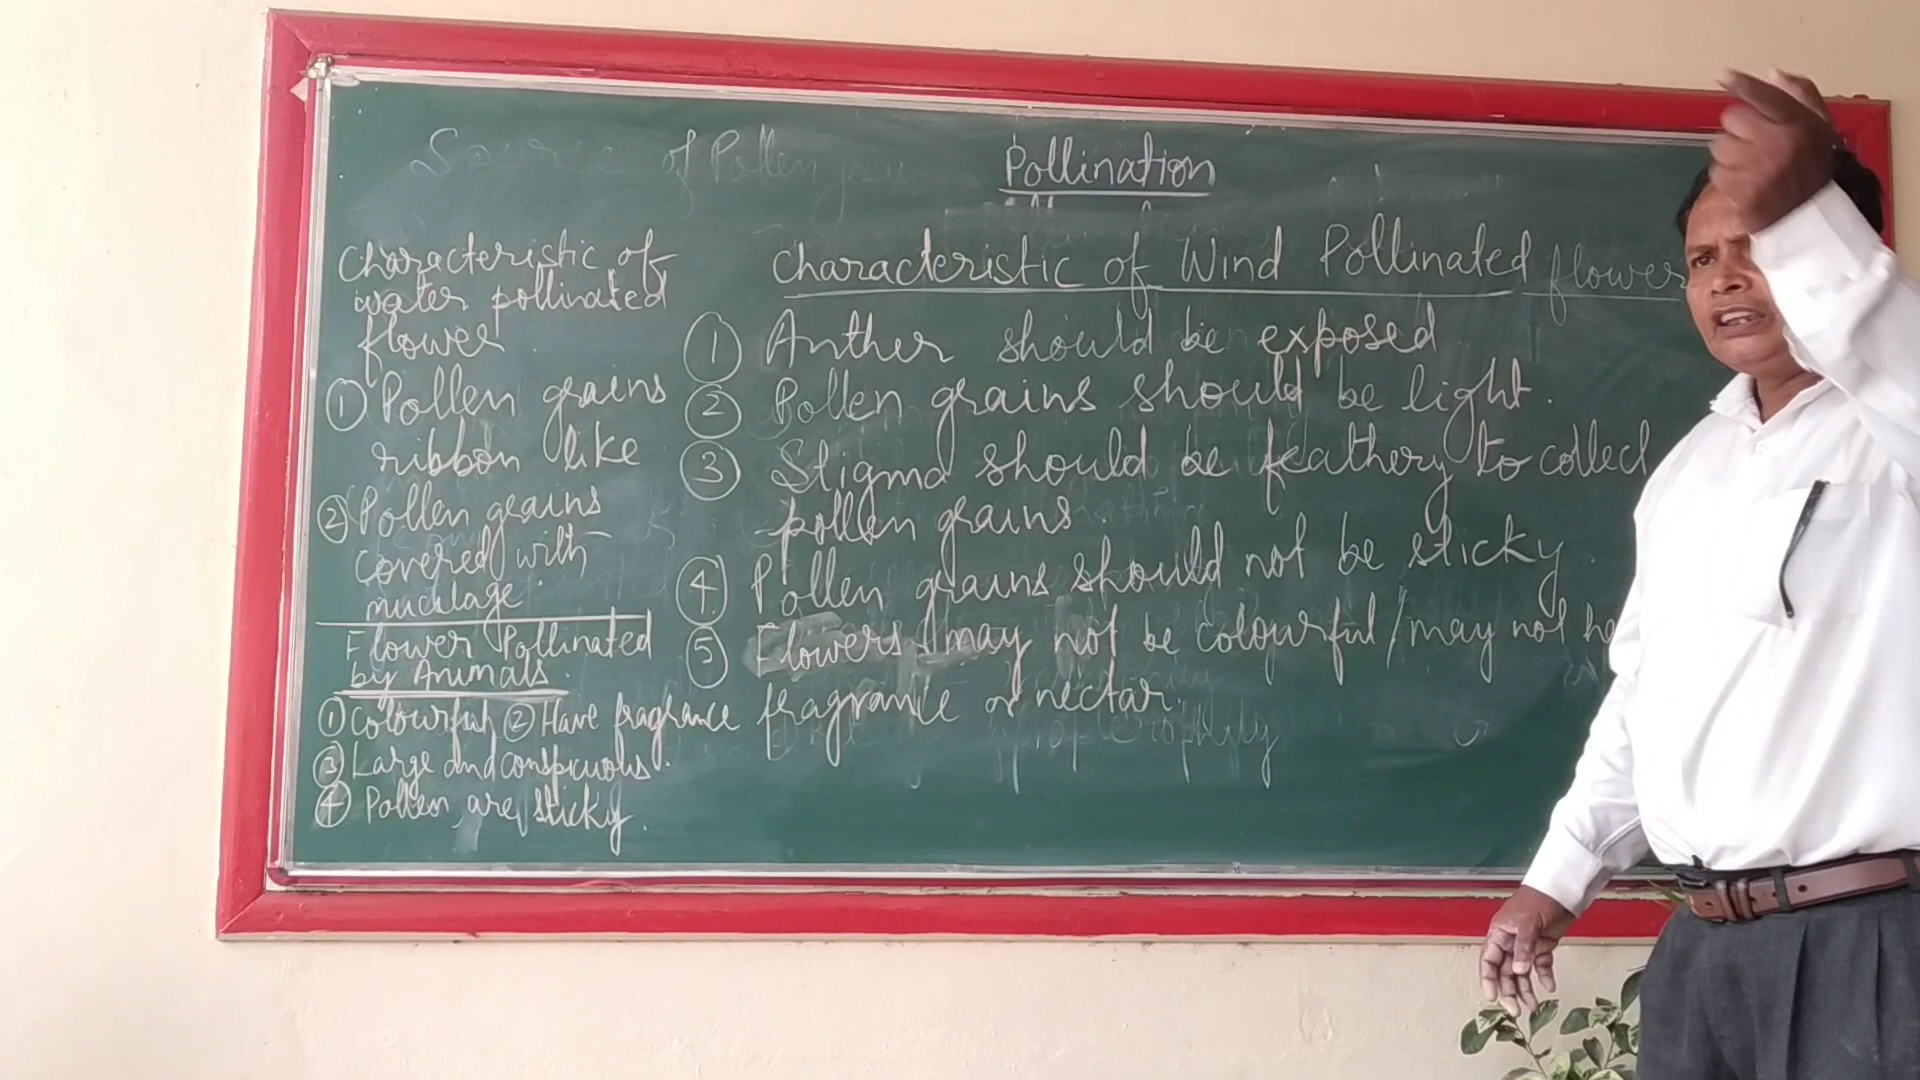 Source of Pollen
Pollination
Characteristic of
water pollinated
flower
① Pollen grains
ribbon like
② Pollen grains
covered with
mucilage.
Flower Pollinated
by Animals.
① Colourful ② Have fragrance
③ Large and conspicuous.
④ Pollen are sticky.
Characteristic of Wind Pollinated flower
① Anther should be exposed
② Pollen grains should be light.
③ Stigma should be feathery to collect
pollen grains.
④ Pollen grains should not be sticky.
⑤ Flowers may not be colourful / may not
fragrance or nectar.